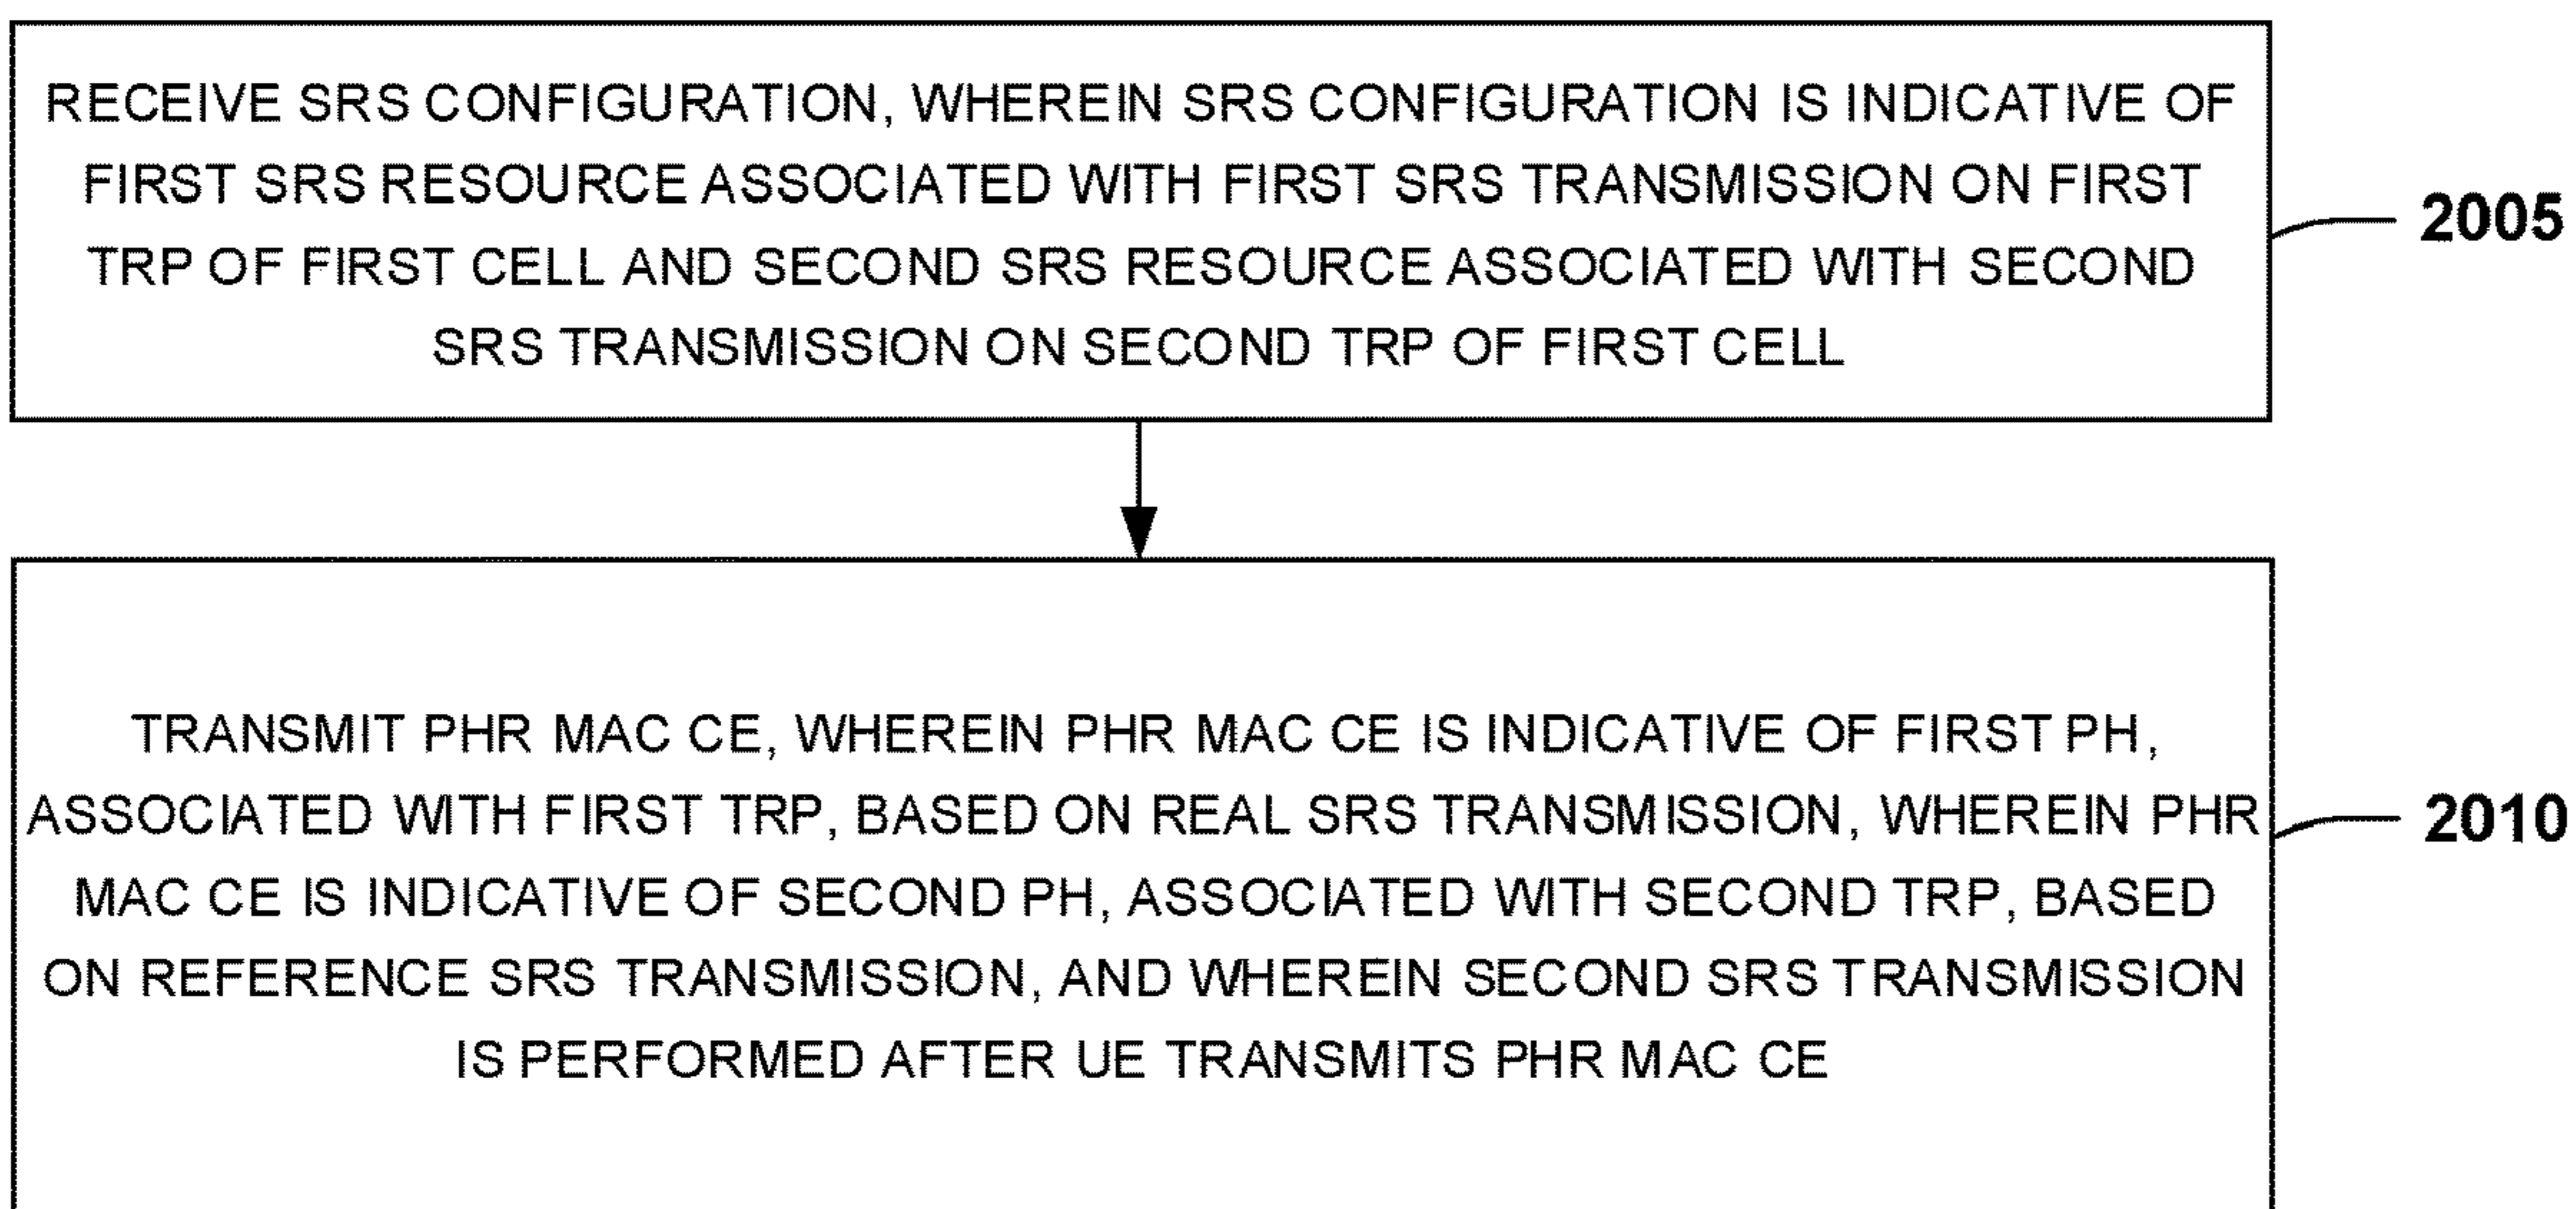 RECEIVE SRS CONFIGURATION, WHEREIN SRS CONFIGURATION IS INDICATIVE OF
FIRST SRS RESOURCE ASSOCIATED WITH FIRST SRS TRANSMISSION ON FIRST
TRP OF FIRST CELL AND SECOND SRS RESOURCE ASSOCIATED WITH SECOND
SRS TRANSMISSION ON SECOND TRP OF FIRST CELL
2005
TRANSMIT PHR MAC CE, WHEREIN PHR MAC CE IS INDICATIVE OF FIRST PH,
ASSOCIATED WITH FIRST TRP, BASED ON REAL SRS TRANSMISSION, WHEREIN PHR
MAC CE IS INDICATIVE OF SECOND PH, ASSOCIATED WITH SECOND TRP, BASED
ON REFERENCE SRS TRANSMISSION, AND WHEREIN SECOND SRS TRANSMISSION
IS PERFORMED AFTER UE TRANSMITS PHR MAC CE
2010